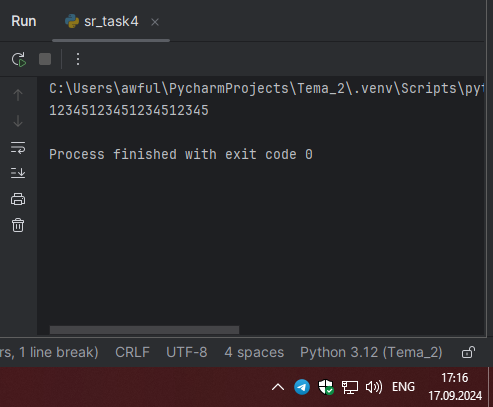 Run sr_task4
C:\Users\awful\PycharmProjects\Tema_2\.venv\Scripts\pyt
12345123451234512345
Process finished with exit code 0
rs, 1 line break) CRLF UTF-8 4 spaces Python 3.12 (Tema_2)
ENG
17:16
17.09.2024